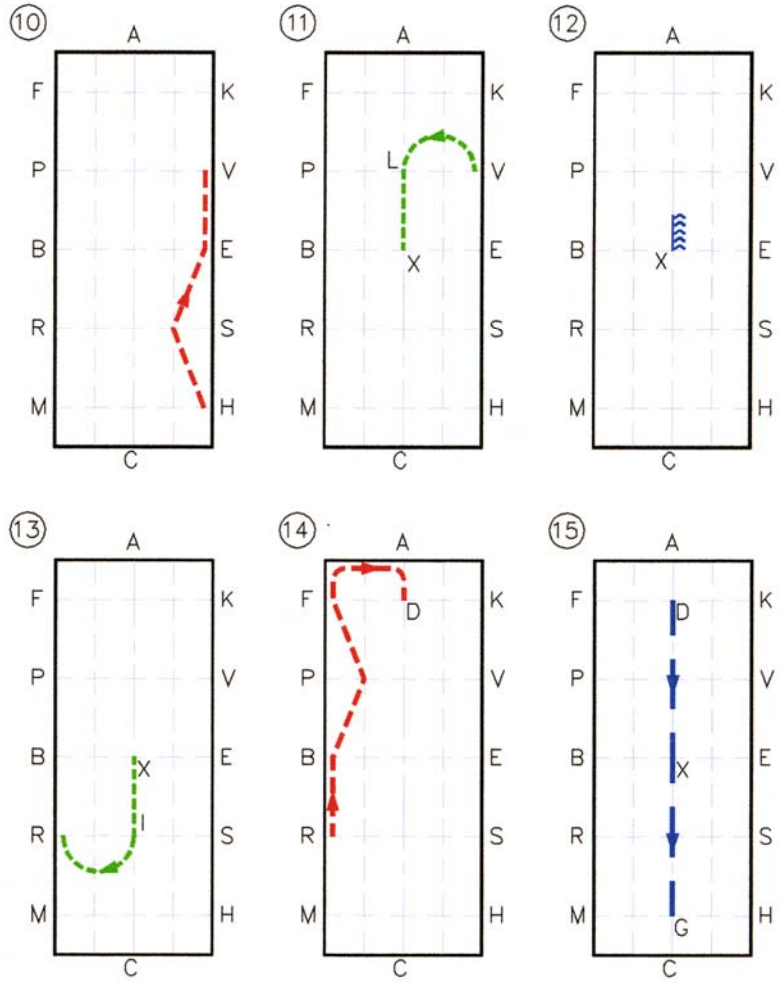 10 11 12
A A A
F K F K F K
P V P L V P V
B E B X E B X E
R S R S R S
M H M H M H
C C C
13 14 15
A A A
F K F D K F D K
P V P V P V
B X E B E B X E
R I S R S R S
M H M H M G H
C C C